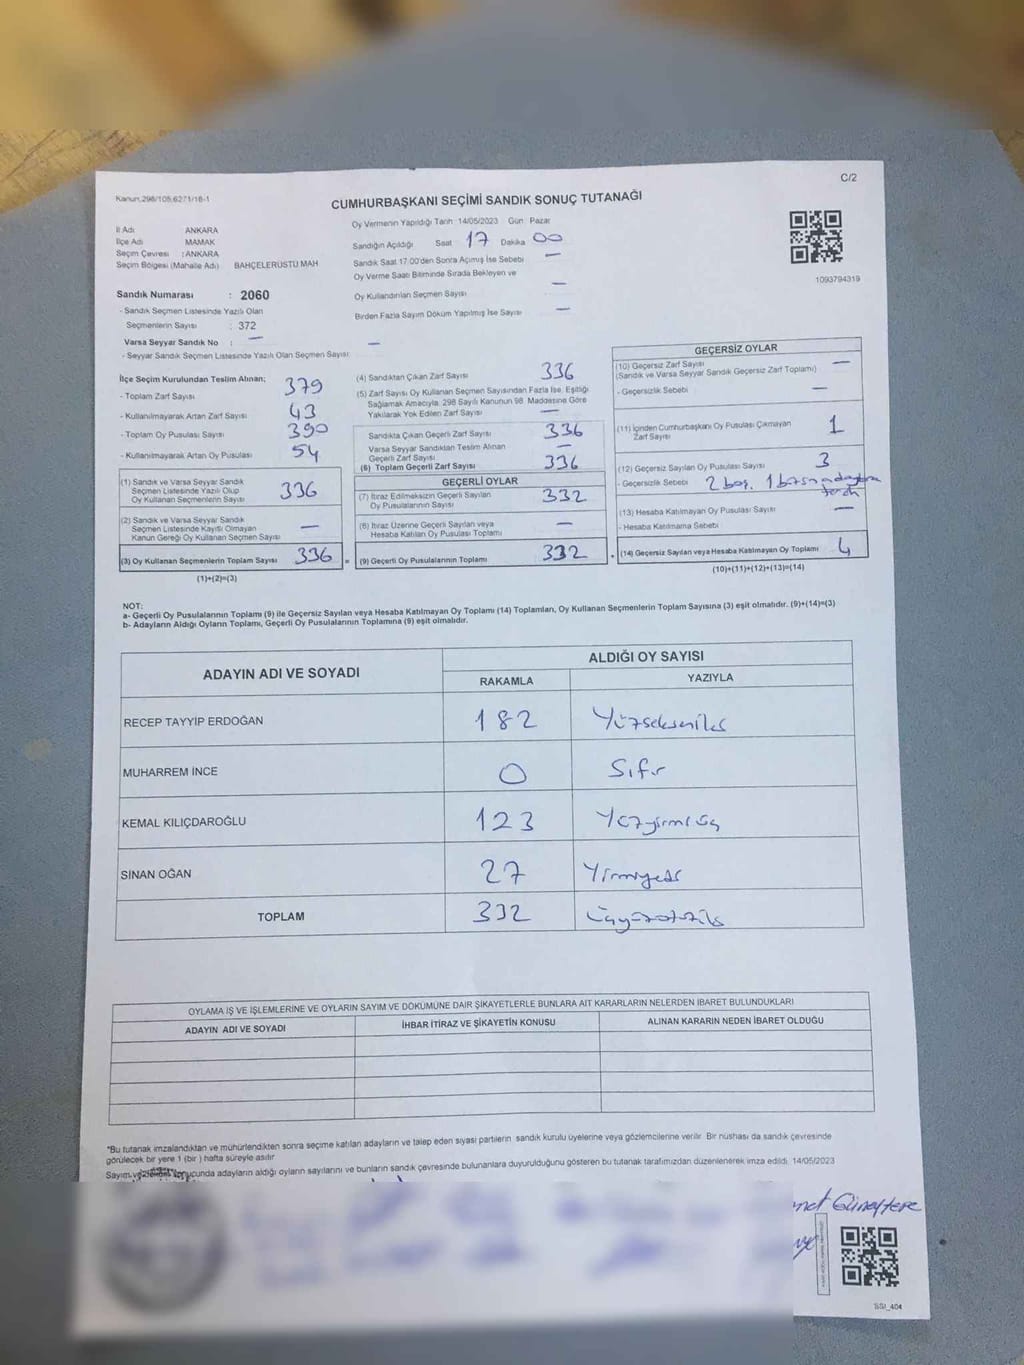 C/2
Kanun:298/105,6271/18-1
CUMHURBAŞKANI SEÇİMİ SANDIK SONUÇ TUTANAĞI
İl Adı ANKARA
İlçe Adı MAMAK
Seçim Çevresi : ANKARA
Seçim Bölgesi (Mahalle Adı) BAHÇELERÜSTÜ MAH.
Sandık Numarası : 2060
- Sandık Seçmen Listesinde Yazılı Olan
Seçmenlerin Sayısı : 372
Varsa Seyyar Sandık No : —
- Seyyar Sandık Seçmen Listesinde Yazılı Olan Seçmen Sayısı —
Oy Vermenin Yapıldığı Tarih 14/05/2023 Gün Pazar
Sandığın Açıldığı Saat 17 Dakika 00
Sandık Saat 17.00'den Sonra Açılmış İse Sebebi —
Oy Verme Saati Bitiminde Sırada Bekleyen ve
Oy Kullandırılan Seçmen Sayısı —
Birden Fazla Sayım Döküm Yapılmış İse Sayısı —
1093794319
İlçe Seçim Kurulundan Teslim Alınan;
- Toplam Zarf Sayısı 379
- Kullanılmayarak Artan Zarf Sayısı 43
- Toplam Oy Pusulası Sayısı 390
- Kullanılmayarak Artan Oy Pusulası 54
(1) Sandık ve Varsa Seyyar Sandık
Seçmen Listesinde Yazılı Olup
Oy Kullanan Seçmenlerin Sayısı 336
(2) Sandık ve Varsa Seyyar Sandık
Seçmen Listesinde Kayıtlı Olmayan
Kanun Gereği Oy Kullanan Seçmen Sayısı —
(3) Oy Kullanan Seçmenlerin Toplam Sayısı 336 =
(1)+(2)=(3)
(4) Sandıktan Çıkan Zarf Sayısı 336
(5) Zarf Sayısı Oy Kullanan Seçmen Sayısından Fazla İse, Eşitliği
Sağlamak Amacıyla, 298 Sayılı Kanunun 98. Maddesine Göre
Yakılarak Yok Edilen Zarf Sayısı —
Sandıkta Çıkan Geçerli Zarf Sayısı 336
Varsa Seyyar Sandıktan Teslim Alınan
Geçerli Zarf Sayısı —
(6) Toplam Geçerli Zarf Sayısı 336
GEÇERLİ OYLAR
(7) İtiraz Edilmeksizin Geçerli Sayılan
Oy Pusulalarının Sayısı 332
(8) İtiraz Üzerine Geçerli Sayılan veya
Hesaba Katılan Oy Pusulası Toplamı —
(9) Geçerli Oy Pusulalarının Toplamı 332 +
GEÇERSİZ OYLAR
(10) Geçersiz Zarf Sayısı —
(Sandık ve Varsa Seyyar Sandık Geçersiz Zarf Toplamı)
- Geçersizlik Sebebi —
(11) İçinden Cumhurbaşkanı Oy Pusulası Çıkmayan
Zarf Sayısı 1
(12) Geçersiz Sayılan Oy Pusulası Sayısı 3
- Geçersizlik Sebebi 2 boş. 1
(13) Hesaba Katılmayan Oy Pusulası Sayısı —
- Hesaba Katılmama Sebebi
(14) Geçersiz Sayılan veya Hesaba Katılmayan Oy Toplamı 4
(10)+(11)+(12)+(13)=(14)
NOT:
a- Geçerli Oy Pusulalarının Toplamı (9) ile Geçersiz Sayılan veya Hesaba Katılmayan Oy Toplamı (14) Toplamları, Oy Kullanan Seçmenlerin Toplam Sayısına (3) eşit olmalıdır. (9)+(14)=(3)
b- Adayların Aldığı Oyların Toplamı, Geçerli Oy Pusulalarının Toplamına (9) eşit olmalıdır.
ADAYIN ADI VE SOYADI ALDIĞI OY SAYISI
RAKAMLA YAZIYLA
RECEP TAYYİP ERDOĞAN 182 Yüzsekseniki
MUHARREM İNCE 0 Sıfır
KEMAL KILIÇDAROĞLU 123 Yüzyirmiüç
SİNAN OĞAN 27 Yirmiyedi
TOPLAM 332 Üçyüzotuziki
OYLAMA İŞ VE İŞLEMLERİNE VE OYLARIN SAYIM VE DÖKÜMÜNE DAİR ŞİKAYETLERLE BUNLARA AİT KARARLARIN NELERDEN İBARET BULUNDUKLARI
ADAYIN ADI VE SOYADI İHBAR İTİRAZ VE ŞİKAYETİN KONUSU ALINAN KARARIN NEDEN İBARET OLDUĞU
*Bu tutanak imzalandıktan ve mühürlendikten sonra seçime katılan adayların ve talep eden siyasi partilerin sandık kurulu üyelerine veya gözlemcilerine verilir. Bir nüshası da sandık çevresinde
görülecek bir yere 1 (bir ) hafta süreyle asılır.
Sayım ve döküm sonucunda adayların aldığı oyların sayılarını ve bunların sandık çevresinde bulunanlara duyurulduğunu gösteren bu tutanak tarafımızdan düzenlenerek imza edildi. 14/05/2023
SSI_404